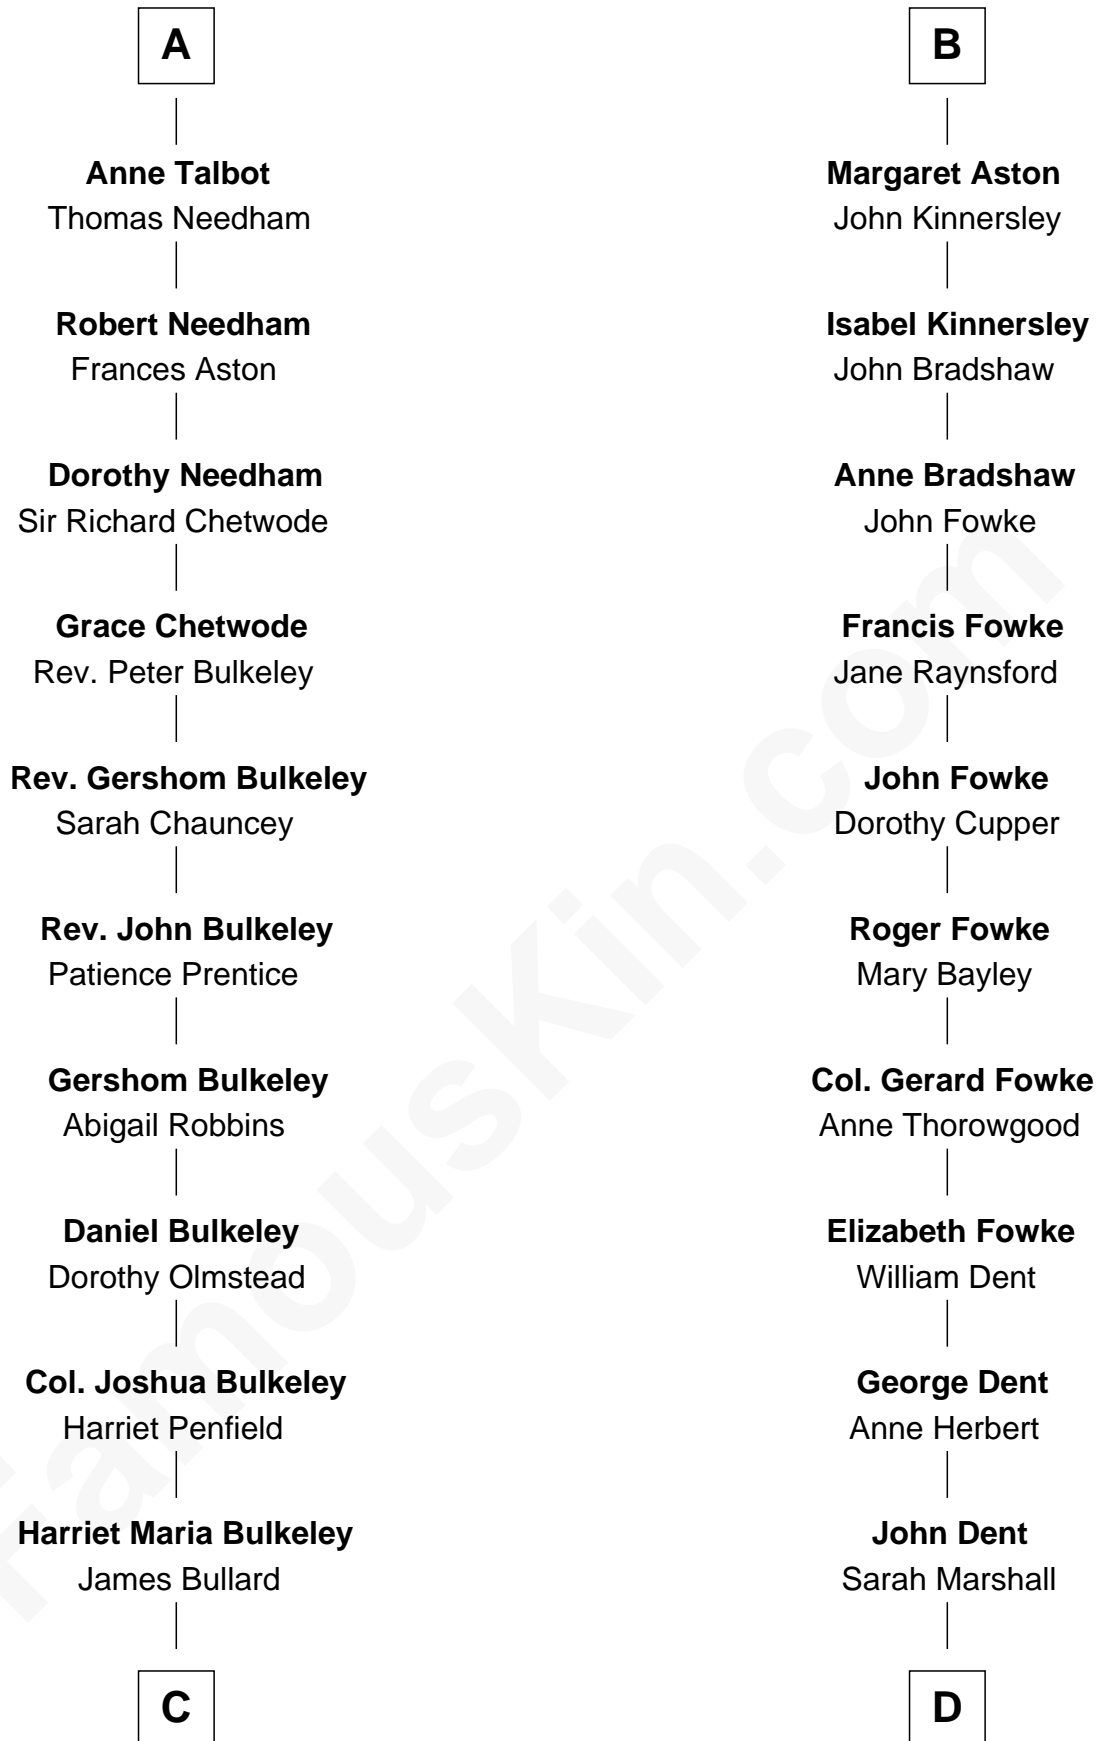 A
Anne Talbot
Thomas Needham
Robert Needham
Frances Aston
Dorothy Needham
Sir Richard Chetwode
Grace Chetwode
Rev. Peter Bulkeley
Rev. Gershom Bulkeley
Sarah Chauncey
Rev. John Bulkeley
Patience Prentice
Gershom Bulkeley
Abigail Robbins
Daniel Bulkeley
Dorothy Olmstead
Col. Joshua Bulkeley
Harriet Penfield
Harriet Maria Bulkeley
James Bullard
C
B
Margaret Aston
John Kinnersley
Isabel Kinnersley
John Bradshaw
Anne Bradshaw
John Fowke
Francis Fowke
Jane Raynsford
John Fowke
Dorothy Cupper
Roger Fowke
Mary Bayley
Col. Gerard Fowke
Anne Thorowgood
Elizabeth Fowke
William Dent
George Dent
Anne Herbert
John Dent
Sarah Marshall
D
FamousKin.com